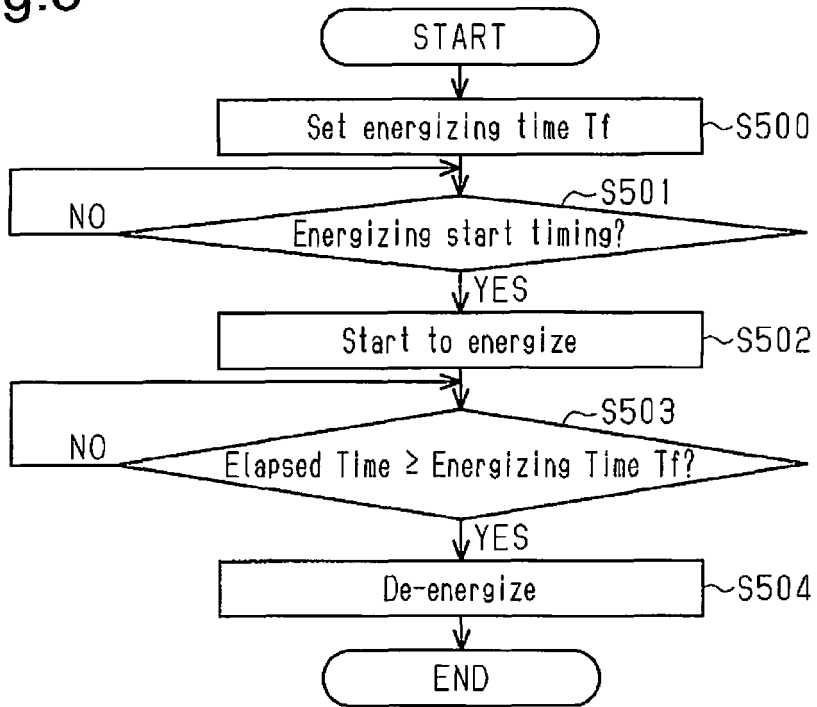 START
Set energizing time Tf
S500
S501
NO
Energizing start timing?
YES
Start to energize
S502
S503
NO
Elapsed Time ≥ Energizing Time Tf?
YES
De-energize
S504
END